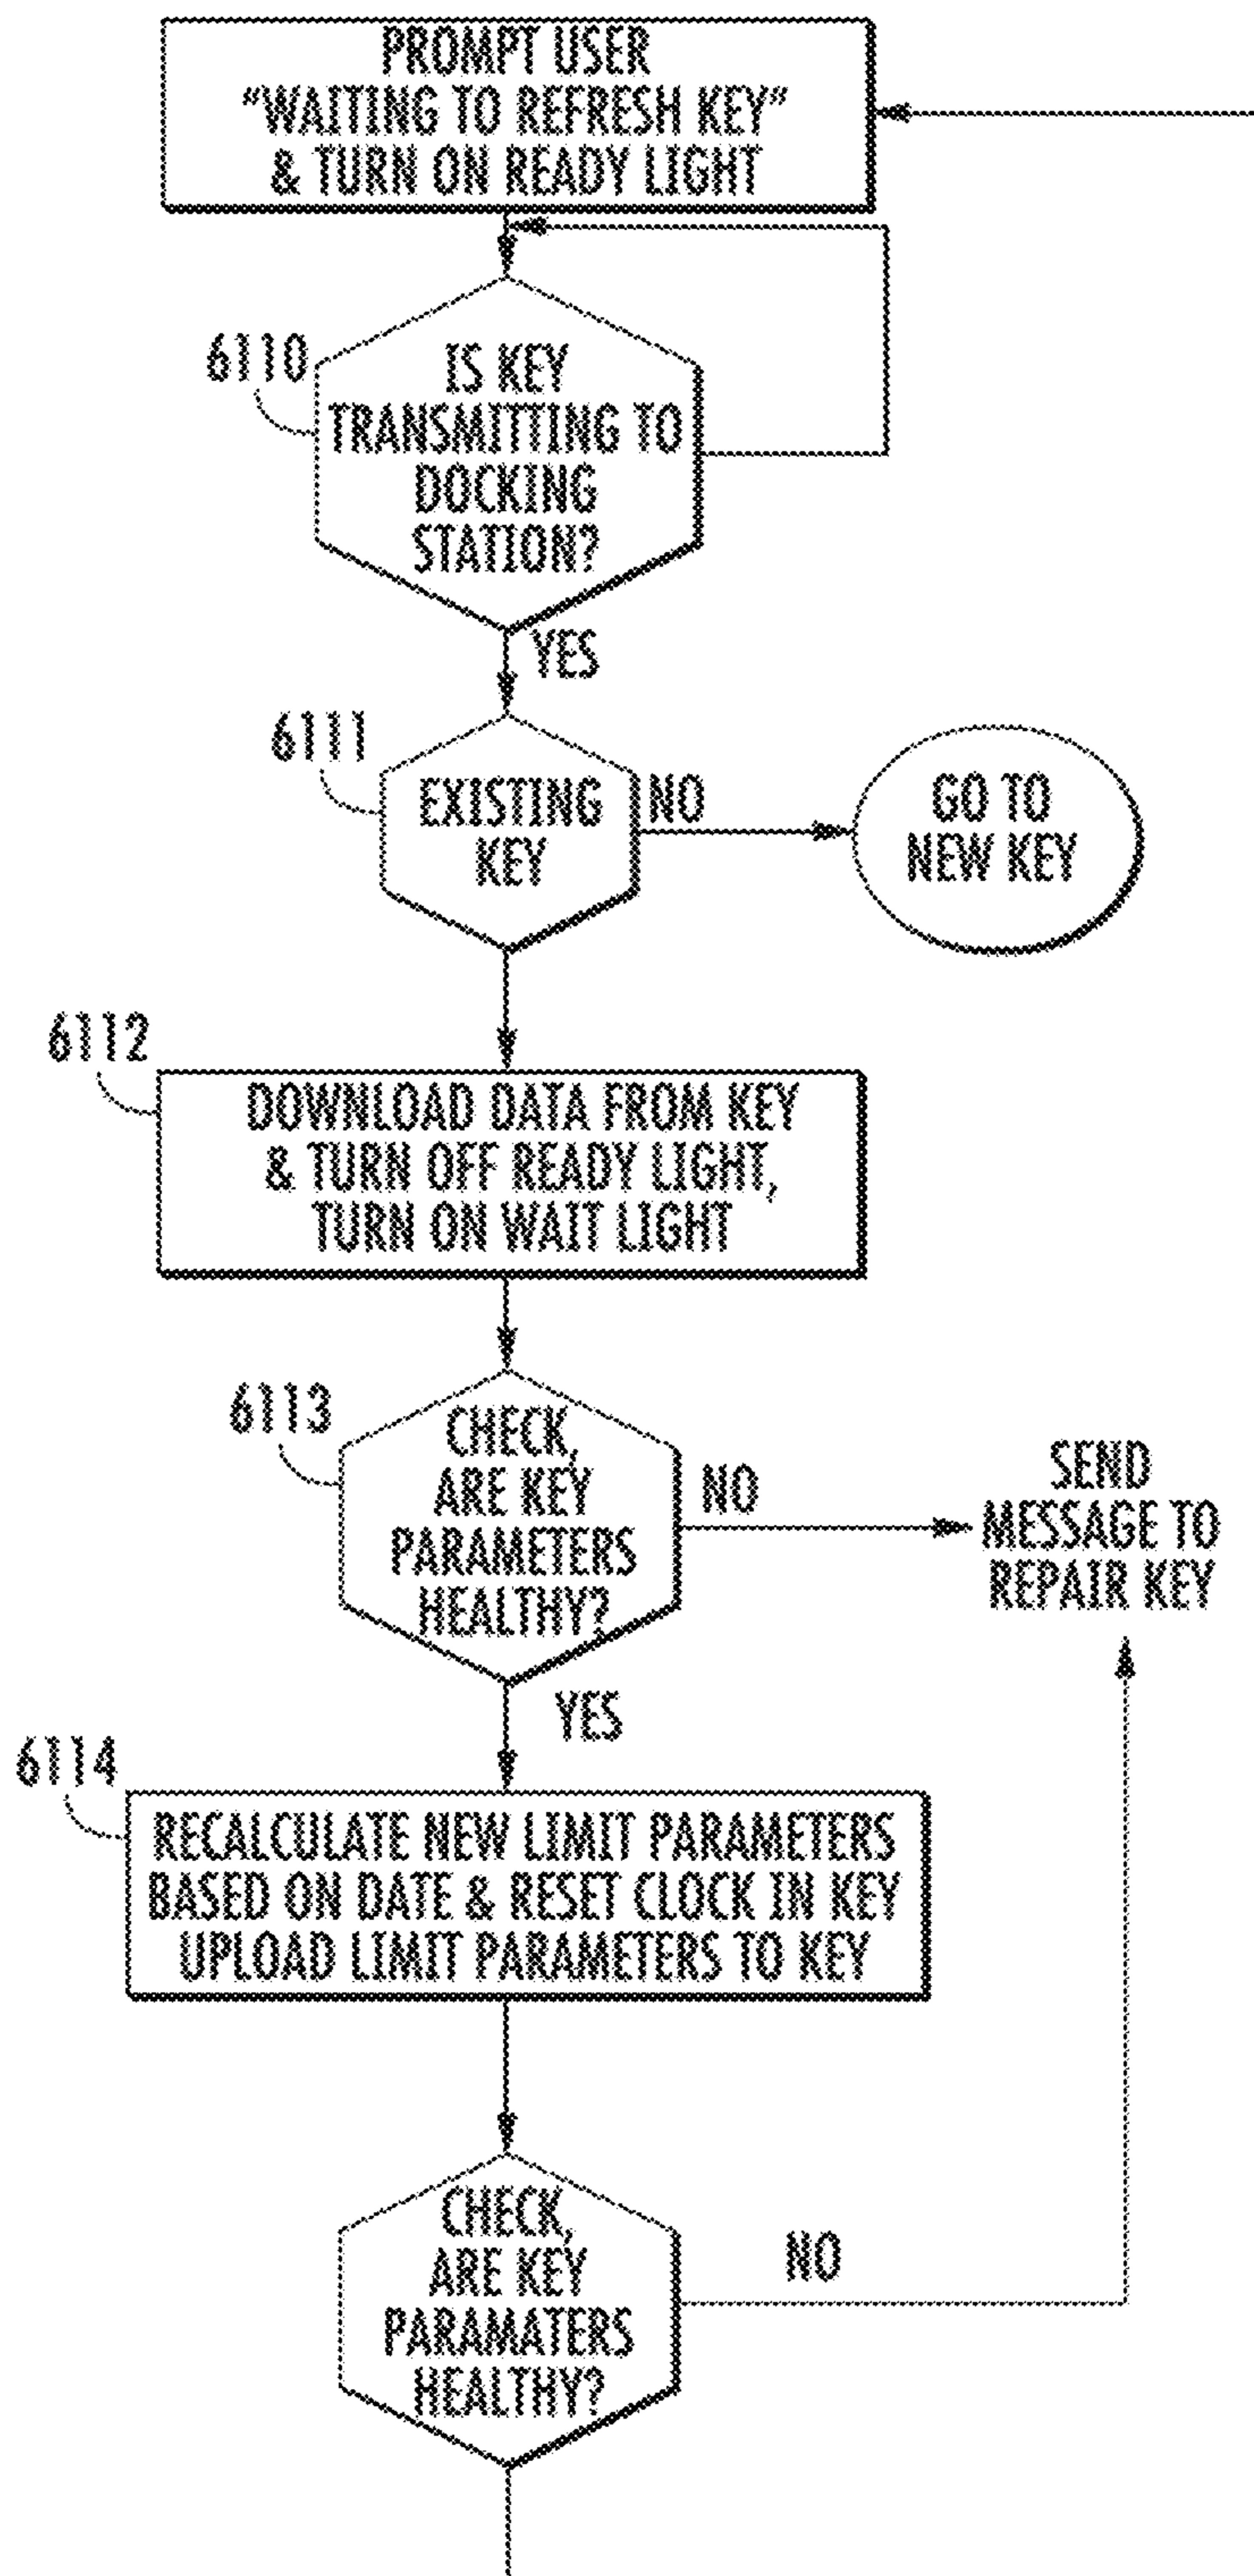 PROMPT USER
“WAITING TO REFRESH KEY”
& TURN ON READY LIGHT
6110
IS KEY
TRANSMITTING TO
DOCKING
STATION?
YES
6111
EXISTING
KEY
NO
GO TO
NEW KEY
6112
DOWNLOAD DATA FROM KEY
& TURN OFF READY LIGHT,
TURN ON WAIT LIGHT
6113
CHECK,
ARE KEY
PARAMETERS
HEALTHY?
NO
SEND
MESSAGE TO
REPAIR KEY
YES
6114
RECALCULATE NEW LIMIT PARAMETERS
BASED ON DATE & RESET CLOCK IN KEY
UPLOAD LIMIT PARAMETERS TO KEY
CHECK,
ARE KEY
PARAMATERS
HEALTHY?
NO